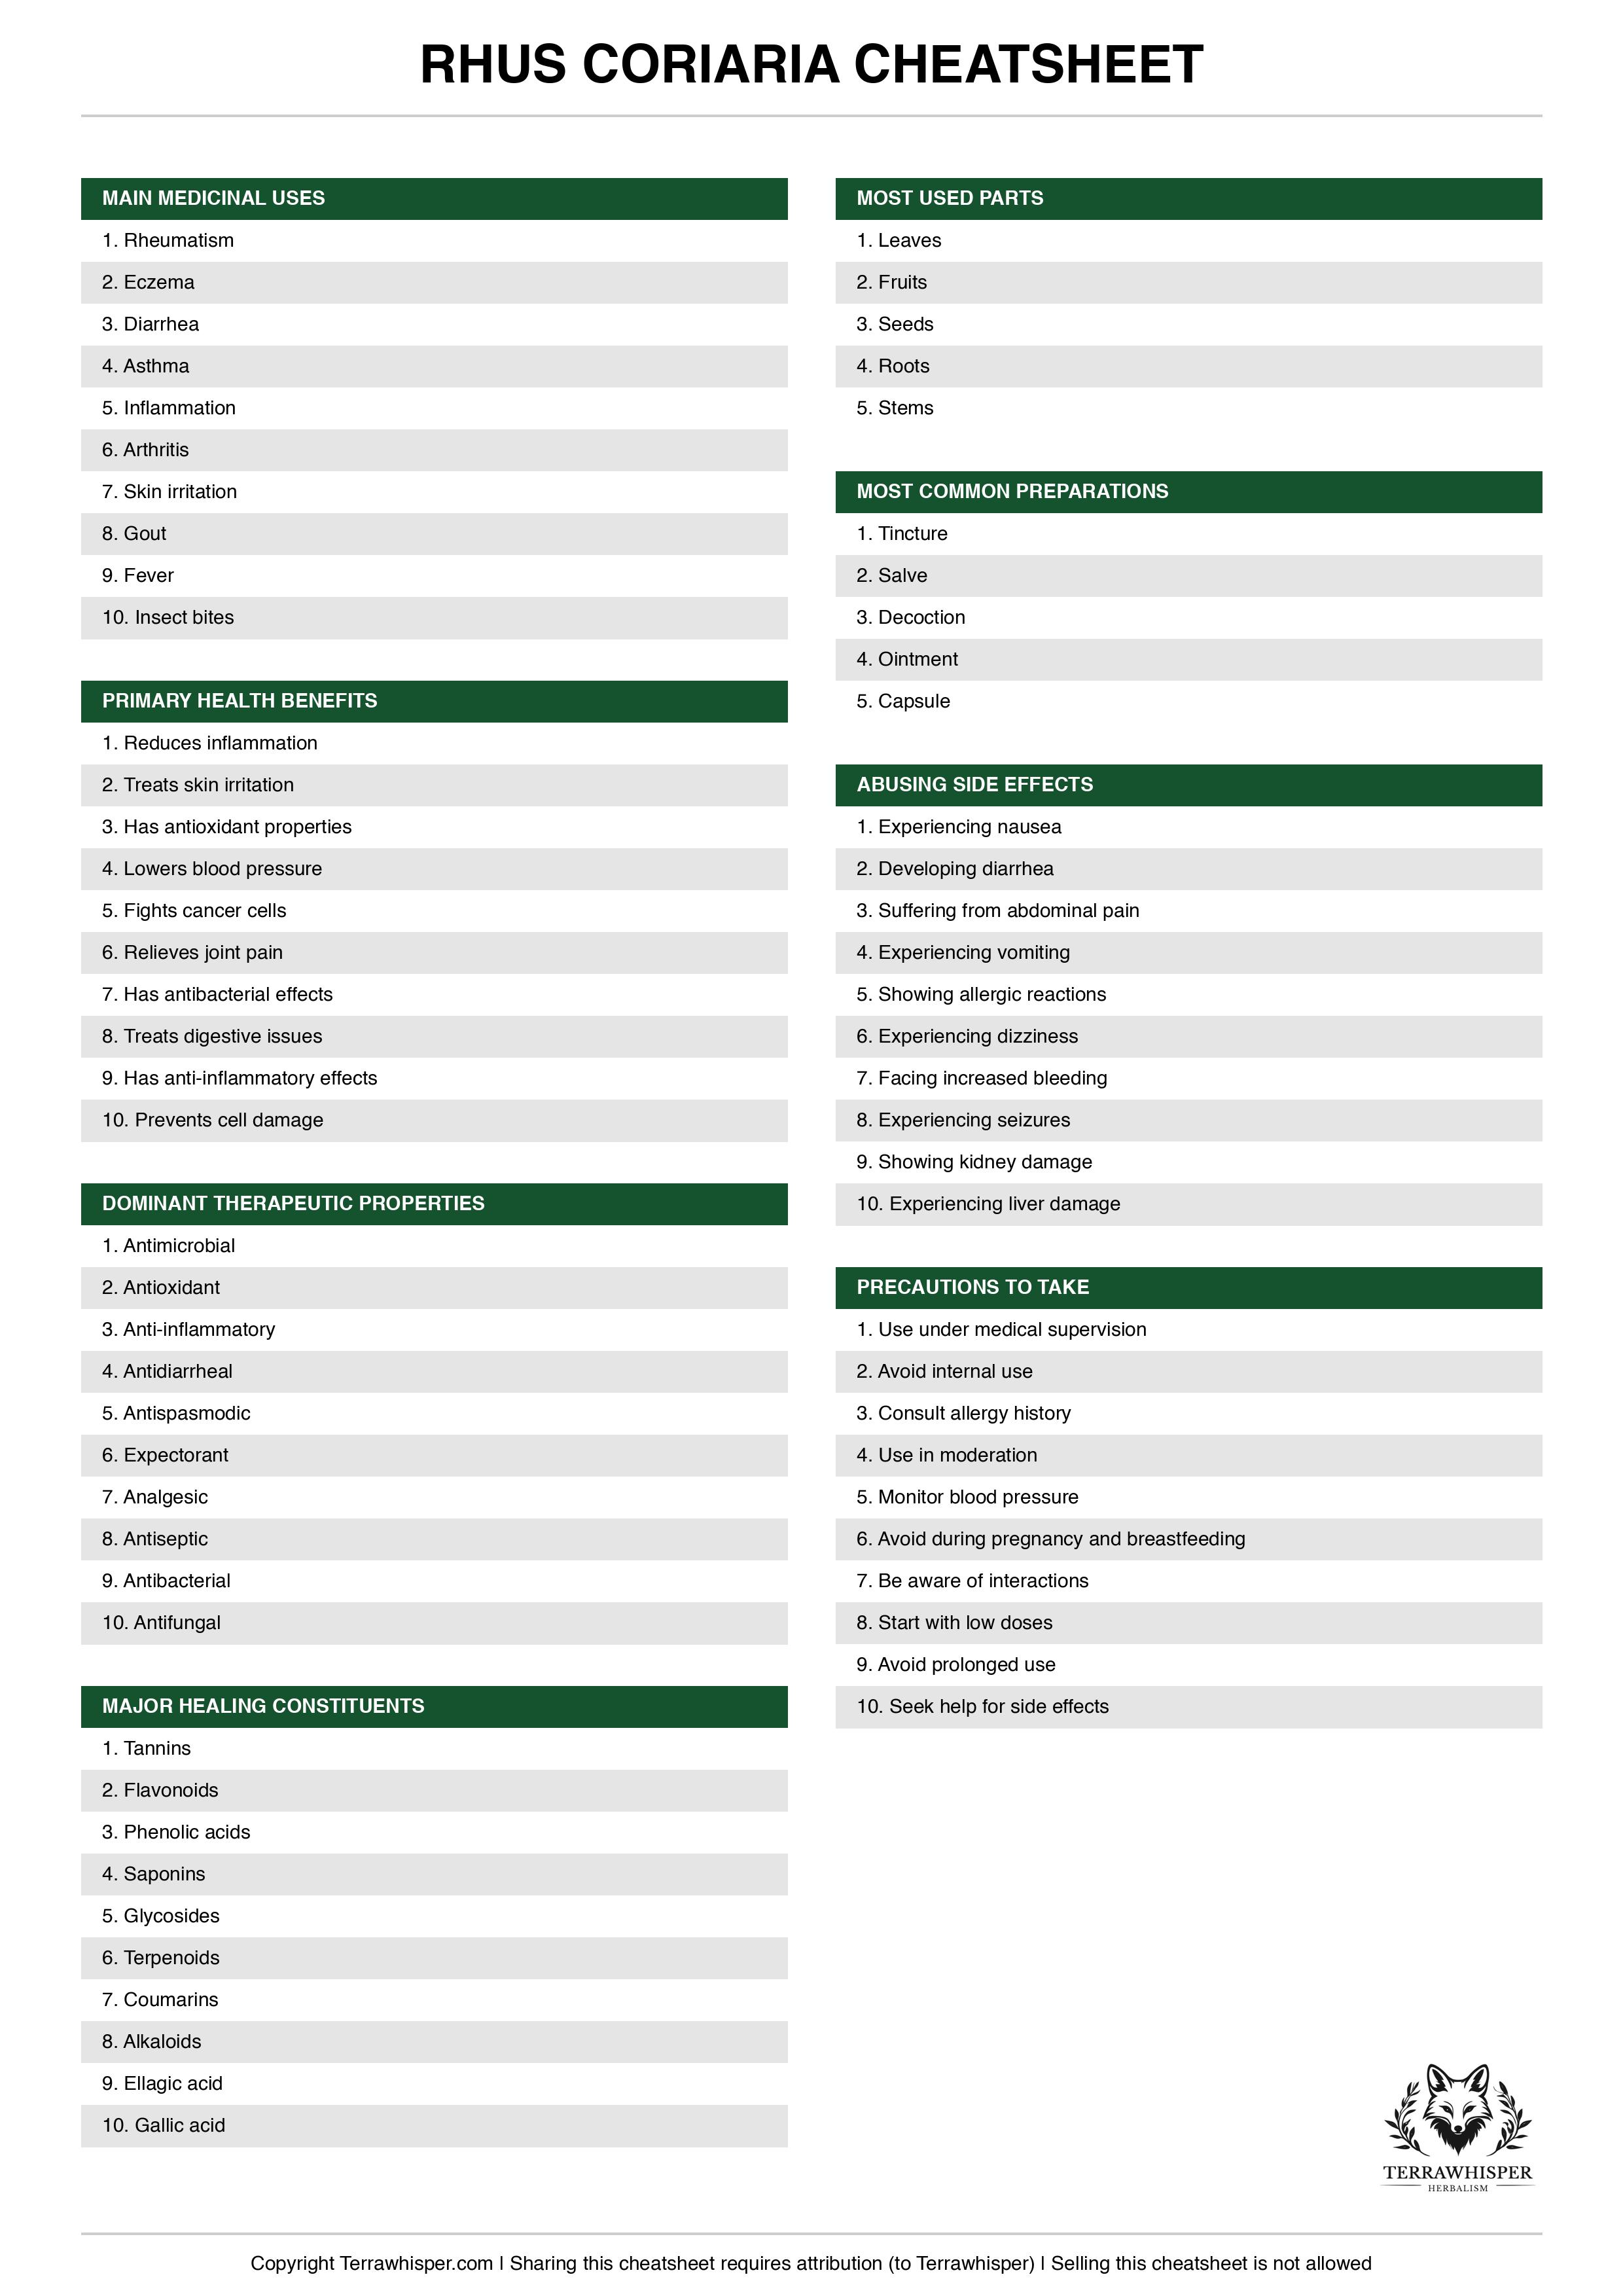 RHUS CORIARIA CHEATSHEET
MAIN MEDICINAL USES
1. Rheumatism
2. Eczema
3. Diarrhea
4. Asthma
5. Inflammation
6. Arthritis
7. Skin irritation
8. Gout
9. Fever
10. Insect bites
PRIMARY HEALTH BENEFITS
1. Reduces inflammation
2. Treats skin irritation
3. Has antioxidant properties
4. Lowers blood pressure
5. Fights cancer cells
6. Relieves joint pain
7. Has antibacterial effects
8. Treats digestive issues
9. Has anti-inflammatory effects
10. Prevents cell damage
DOMINANT THERAPEUTIC PROPERTIES
1. Antimicrobial
2. Antioxidant
3. Anti-inflammatory
4. Antidiarrheal
5. Antispasmodic
6. Expectorant
7. Analgesic
8. Antiseptic
9. Antibacterial
10. Antifungal
MAJOR HEALING CONSTITUENTS
1. Tannins
2. Flavonoids
3. Phenolic acids
4. Saponins
5. Glycosides
6. Terpenoids
7. Coumarins
8. Alkaloids
9. Ellagic acid
10. Gallic acid
MOST USED PARTS
1. Leaves
2. Fruits
3. Seeds
4. Roots
5. Stems
MOST COMMON PREPARATIONS
1. Tincture
2. Salve
3. Decoction
4. Ointment
5. Capsule
ABUSING SIDE EFFECTS
1. Experiencing nausea
2. Developing diarrhea
3. Suffering from abdominal pain
4. Experiencing vomiting
5. Showing allergic reactions
6. Experiencing dizziness
7. Facing increased bleeding
8. Experiencing seizures
9. Showing kidney damage
10. Experiencing liver damage
PRECAUTIONS TO TAKE
1. Use under medical supervision
2. Avoid internal use
3. Consult allergy history
4. Use in moderation
5. Monitor blood pressure
6. Avoid during pregnancy and breastfeeding
7. Be aware of interactions
8. Start with low doses
9. Avoid prolonged use
10. Seek help for side effects
TERRAWHISPER
HERBALISM
Copyright Terrawhisper.com | Sharing this cheatsheet requires attribution (to Terrawhisper) | Selling this cheatsheet is not allowed